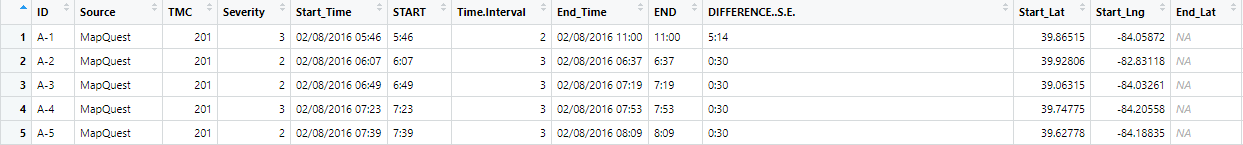 ID Source TMC Severity Start_Time START Time.Interval End_Time END DIFFERENCE..S.E. Start_Lat Start_Lng End_Lat
1 A-1 MapQuest 201 3 02/08/2016 05:46 5:46 2 02/08/2016 11:00 11:00 5:14 39.86515 -84.05872 NA
2 A-2 MapQuest 201 2 02/08/2016 06:07 6:07 3 02/08/2016 06:37 6:37 0:30 39.92806 -82.83118 NA
3 A-3 MapQuest 201 2 02/08/2016 06:49 6:49 3 02/08/2016 07:19 7:19 0:30 39.06315 -84.03261 NA
4 A-4 MapQuest 201 3 02/08/2016 07:23 7:23 3 02/08/2016 07:53 7:53 0:30 39.74775 -84.20558 NA
5 A-5 MapQuest 201 2 02/08/2016 07:39 7:39 3 02/08/2016 08:09 8:09 0:30 39.62778 -84.18835 NA